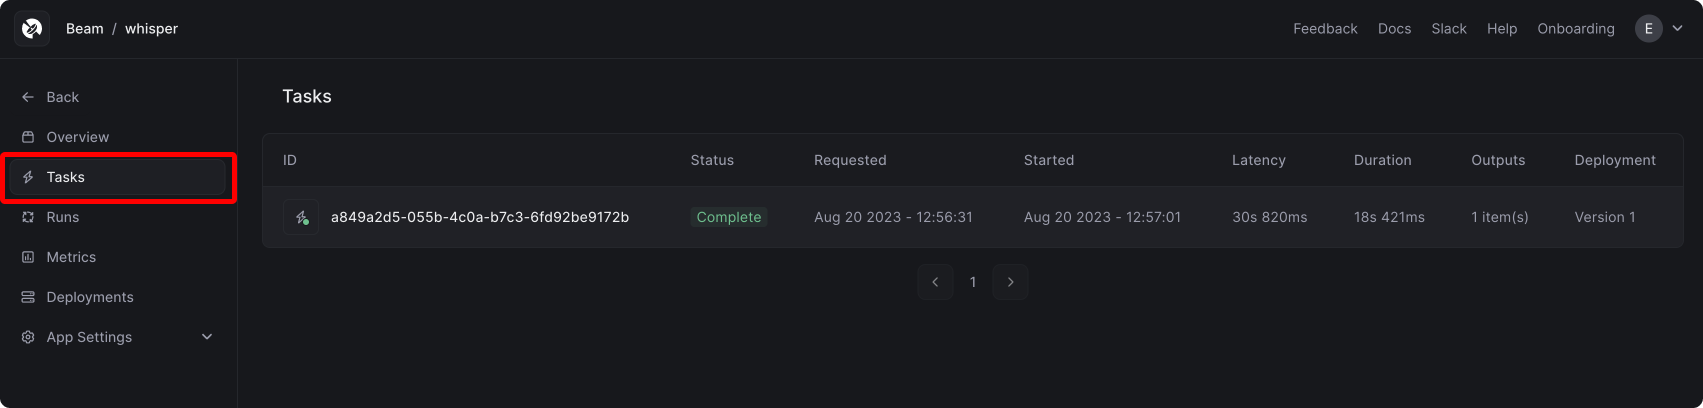 Beam / whisper
Feedback Docs Slack Help Onboarding E
Back
Overview
Tasks
Runs
Metrics
Deployments
App Settings
Tasks
ID Status Requested Started Latency Duration Outputs Deployment
a849a2d5-055b-4c0a-b7c3-6fd92be9172b Complete Aug 20 2023 - 12:56:31 Aug 20 2023 - 12:57:01 30s 820ms 18s 421ms 1 item(s) Version 1
1